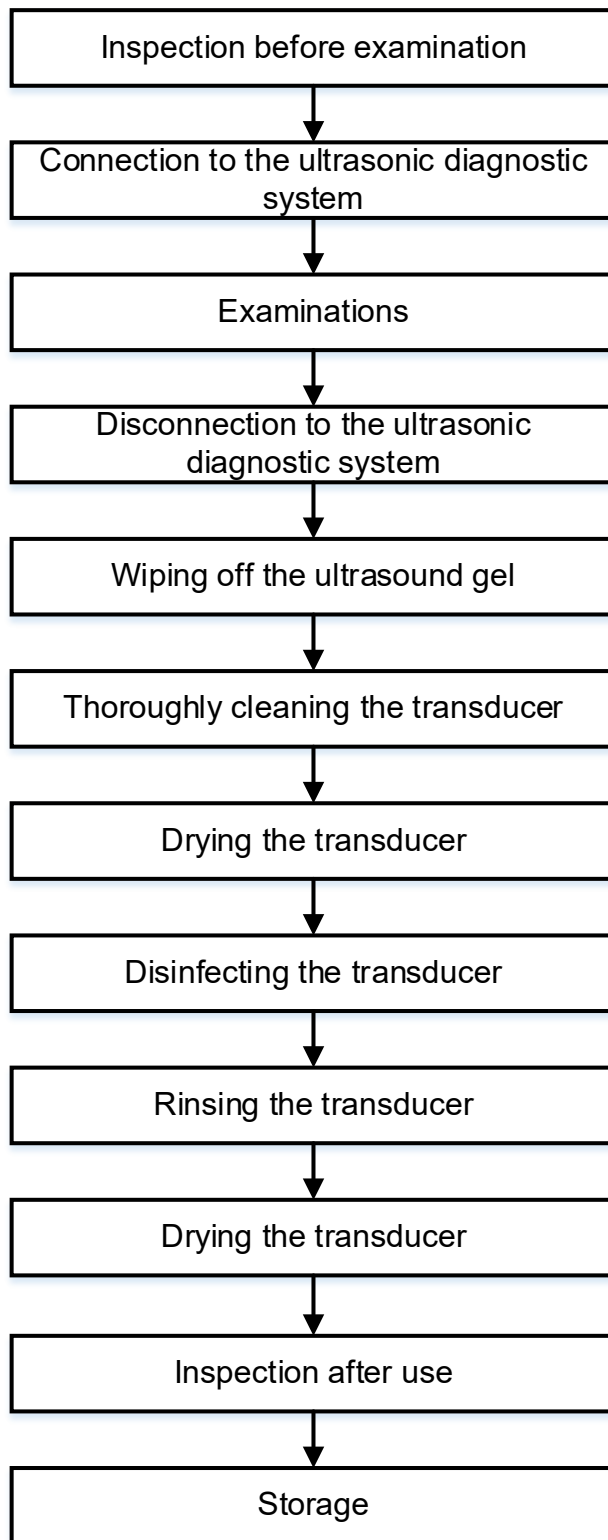 Inspection before examination
Connection to the ultrasonic diagnostic
system
Examinations
Disconnection to the ultrasonic
diagnostic system
Wiping off the ultrasound gel
Thoroughly cleaning the transducer
Drying the transducer
Disinfecting the transducer
Rinsing the transducer
Drying the transducer
Inspection after use
Storage